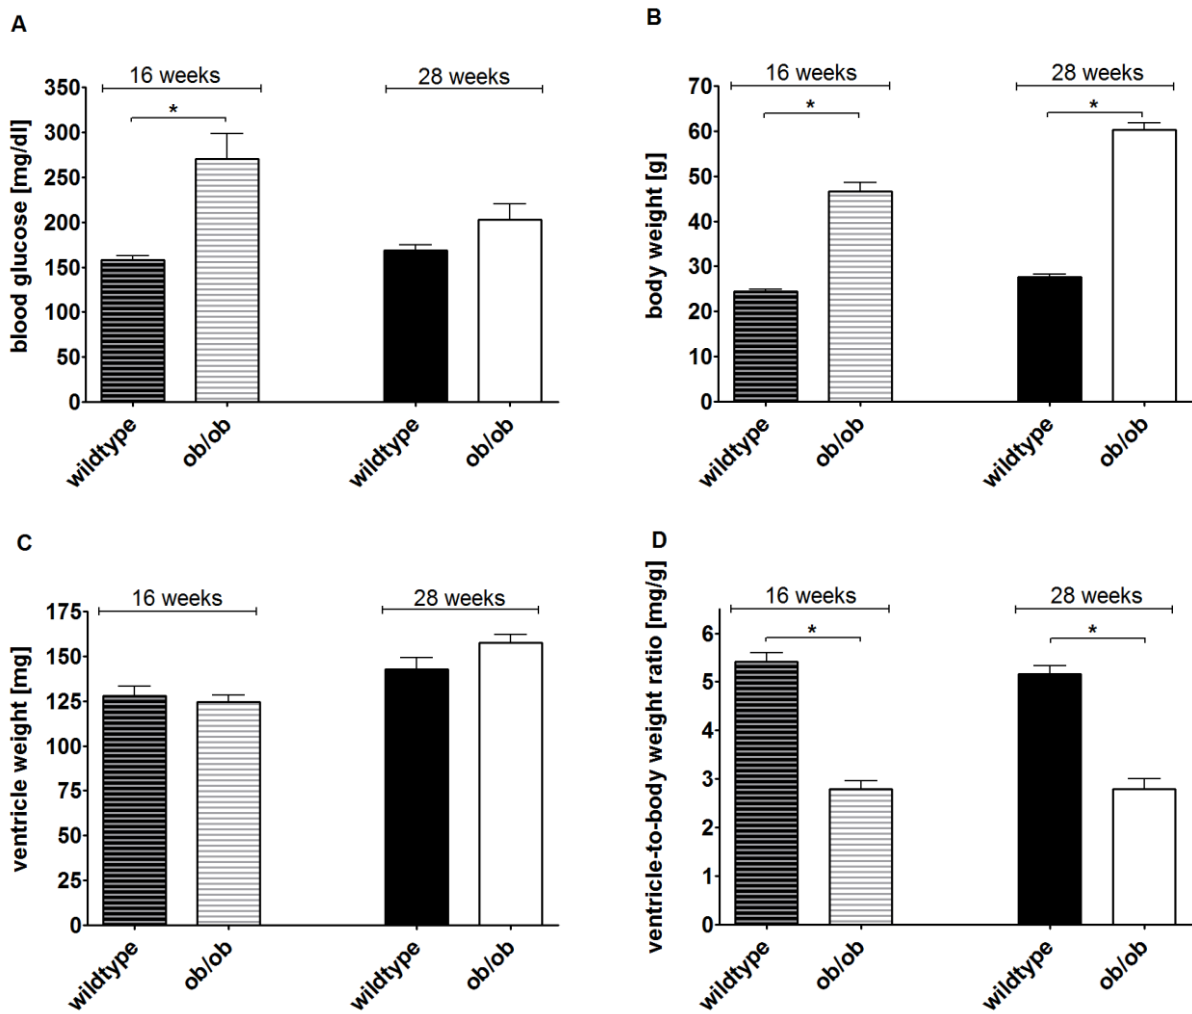 A
16 weeks
28 weeks
*
blood glucose [mg/dl]
350
300
250
200
150
100
50
0
wildtype
ob/ob
wildtype
ob/ob
B
16 weeks
28 weeks
*
*
body weight [g]
70
60
50
40
30
20
10
0
wildtype
ob/ob
wildtype
ob/ob
C
16 weeks
28 weeks
ventricle weight [mg]
175
150
125
100
75
50
25
0
wildtype
ob/ob
wildtype
ob/ob
D
16 weeks
28 weeks
*
*
ventricle-to-body weight ratio [mg/g]
6
5
4
3
2
1
0
wildtype
ob/ob
wildtype
ob/ob